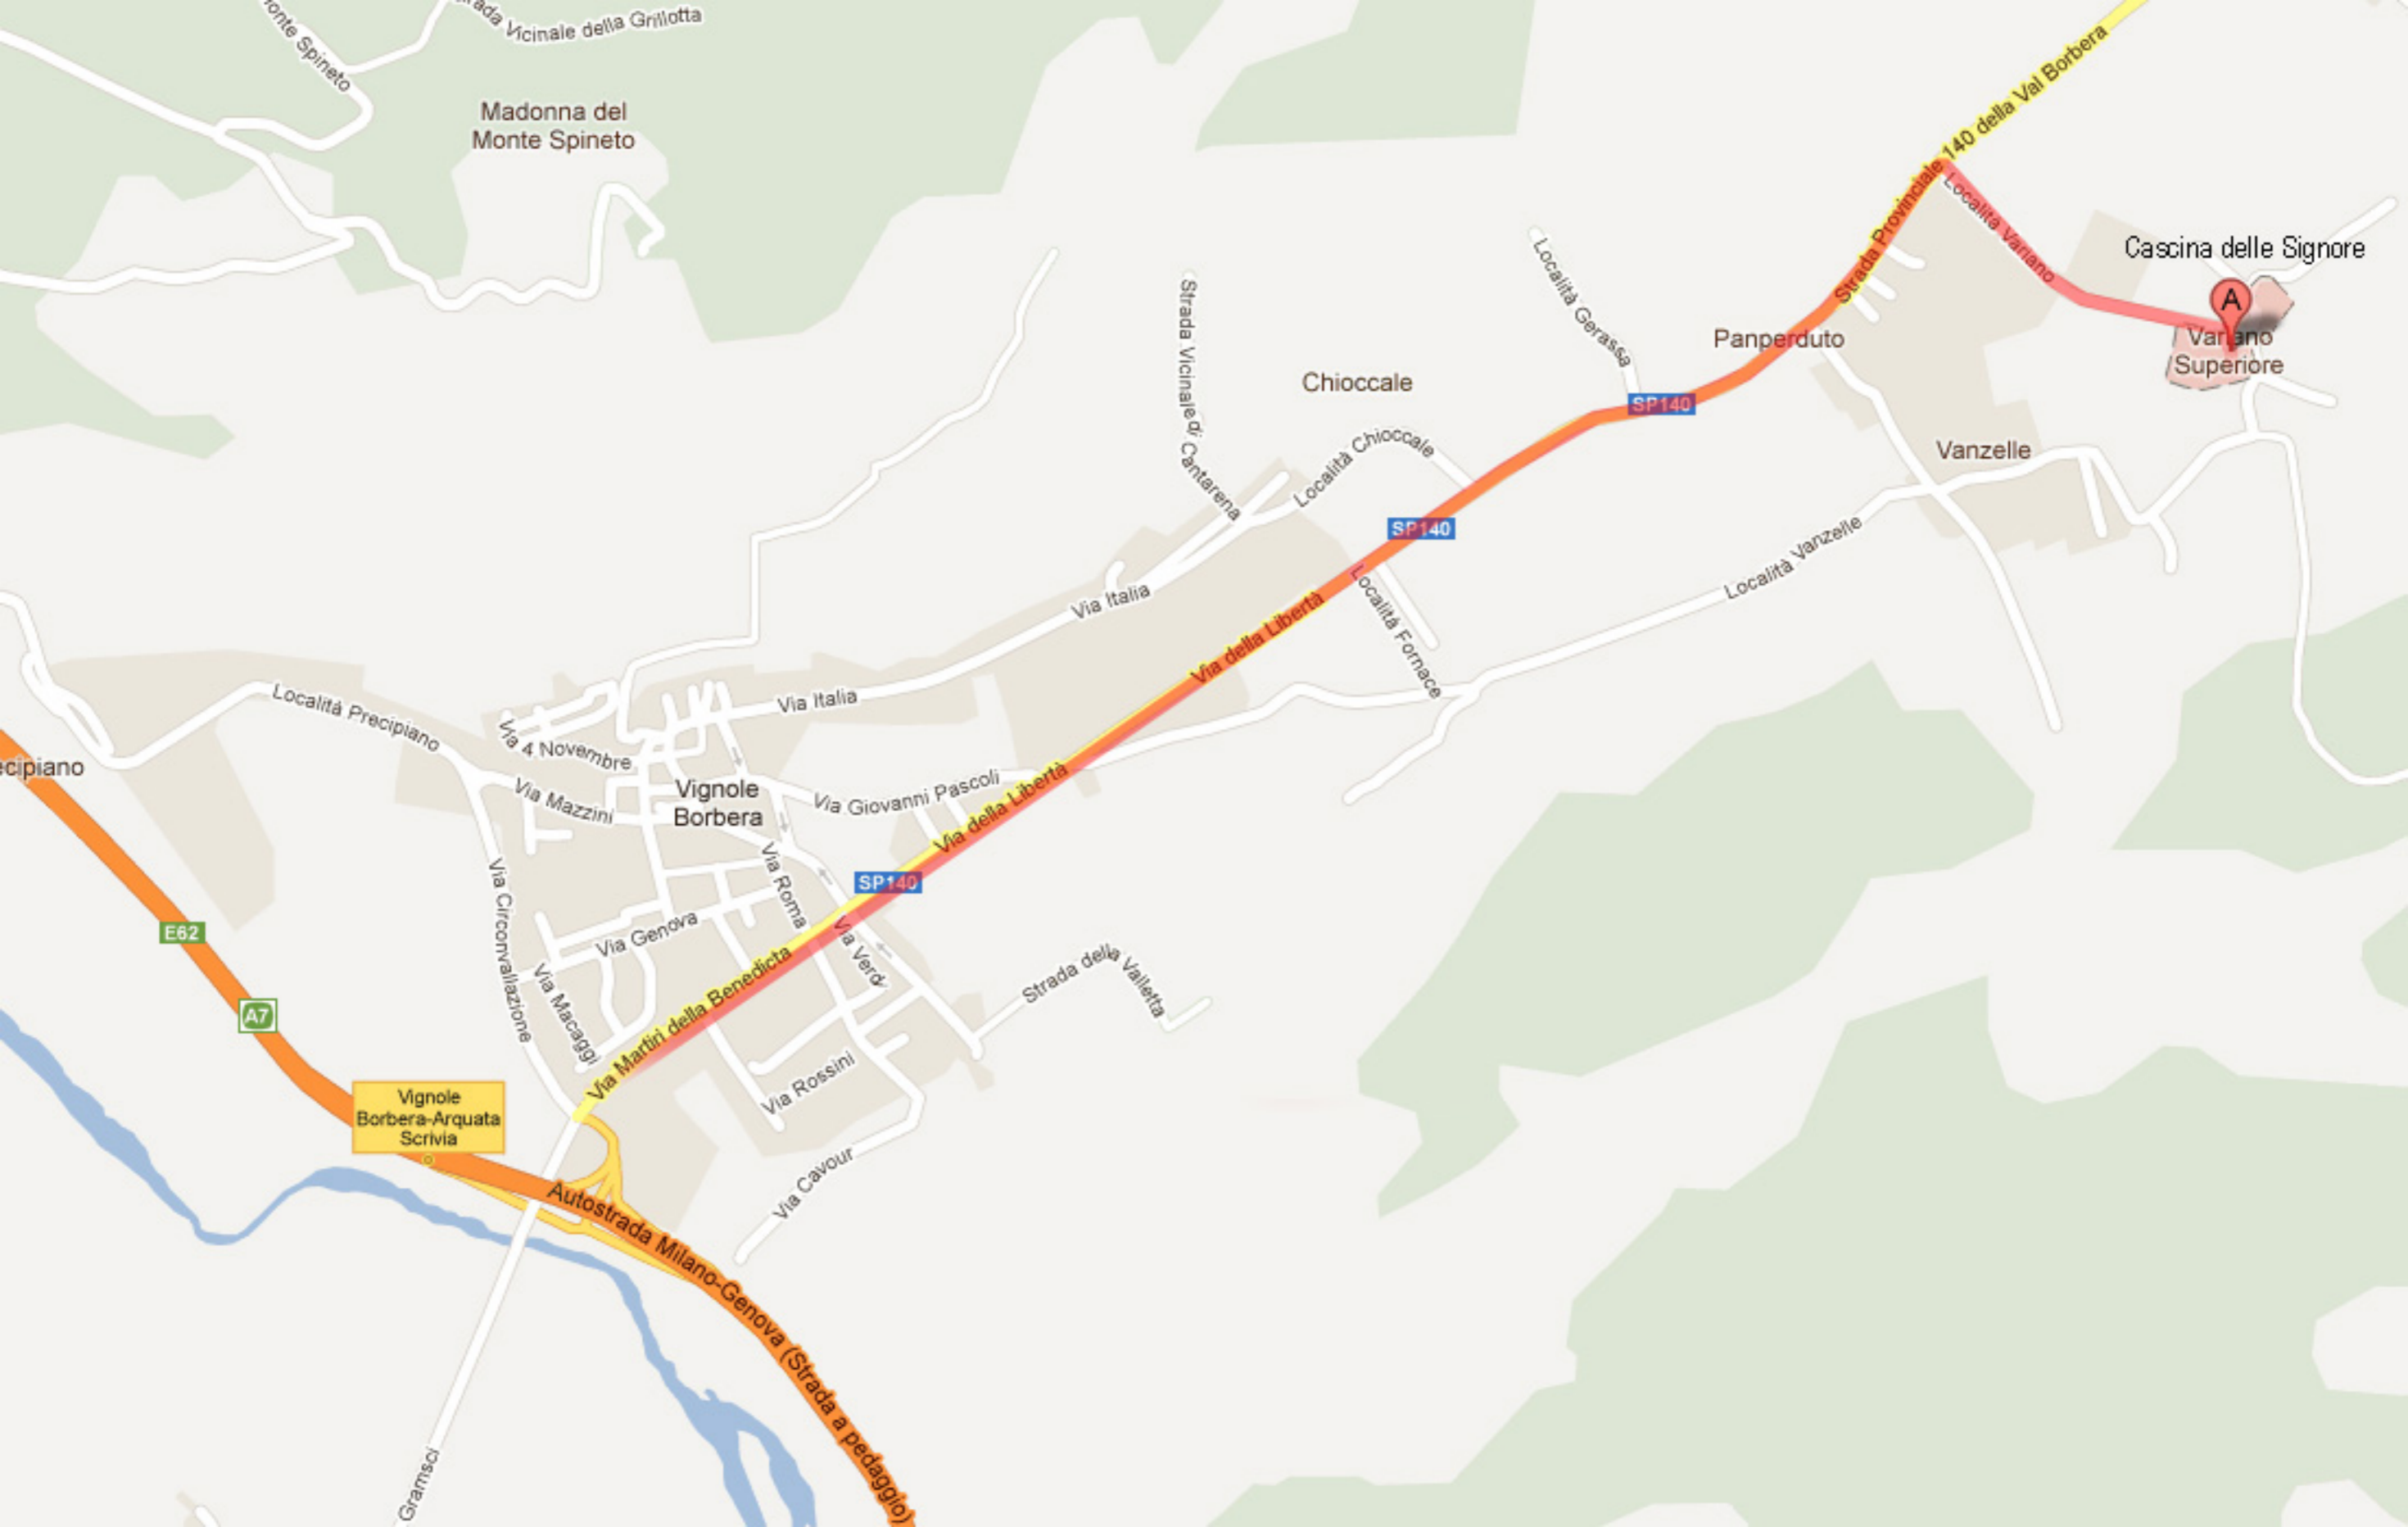 Vicinale della Grillotta
Monte Spineto
Madonna del
Monte Spineto
140 della Val Borbera
Strada Provinciale
Località Variano
Cascina delle Signore
A
Variano
Superiore
Località Gerassa
Panperduto
Strada Vicinale di Cantarena
Chioccale
SP140
Località Chioccale
Vanzelle
SP140
Località Vanzelle
Via Italia
Via della Libertà
Località Fornace
Località Precipiano
Via Italia
Via 4 Novembre
ecipiano
Via Mazzini
Vignole
Borbera
Via Giovanni Pascoli
Via della Libertà
SP140
Via Circonvallazione
Via Roma
E62
Via Genova
Via Verdi
Via Macaggi
Via Martiri della Benedicta
Strada della Valletta
A7
Via Rossini
Vignole
Borbera-Arquata
Scrivia
Via Cavour
Autostrada Milano-Genova (Strada a pedaggio)
Gramsci